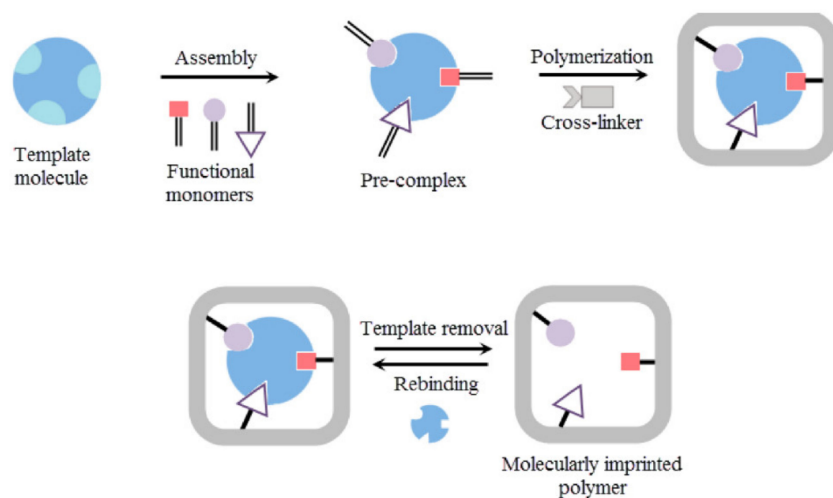 Assembly
Polymerization
Cross-linker
Template
molecule
Functional
monomers
Pre-complex
Template removal
Rebinding
Molecularly imprinted
polymer